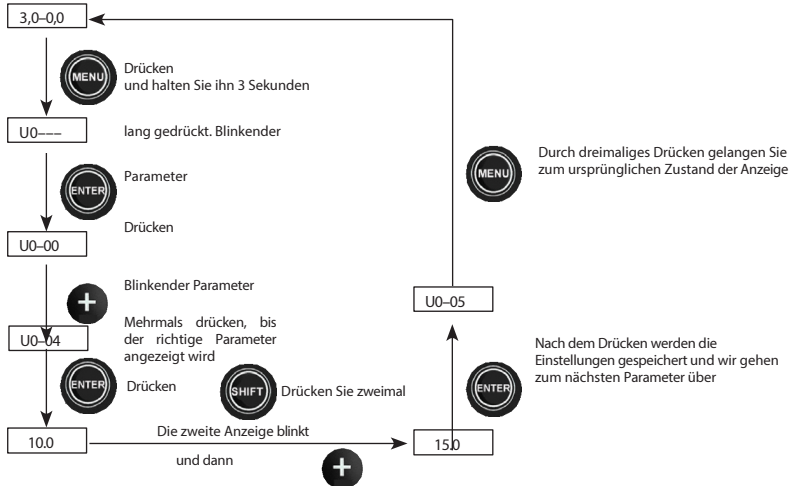 3,0–0,0
MENU
Drücken
und halten Sie ihn 3 Sekunden
U0–––
lang gedrückt. Blinkender
ENTER
Parameter
Drücken
U0–00
+
Blinkender Parameter
U0–04
Mehrmals drücken, bis
der richtige Parameter
angezeigt wird
ENTER
Drücken
SHIFT
Drücken Sie zweimal
10.0
Die zweite Anzeige blinkt
und dann
+
15.0
ENTER
Nach dem Drücken werden die
Einstellungen gespeichert und wir gehen
zum nächsten Parameter über
U0–05
MENU
Durch dreimaliges Drücken gelangen Sie
zum ursprünglichen Zustand der Anzeige